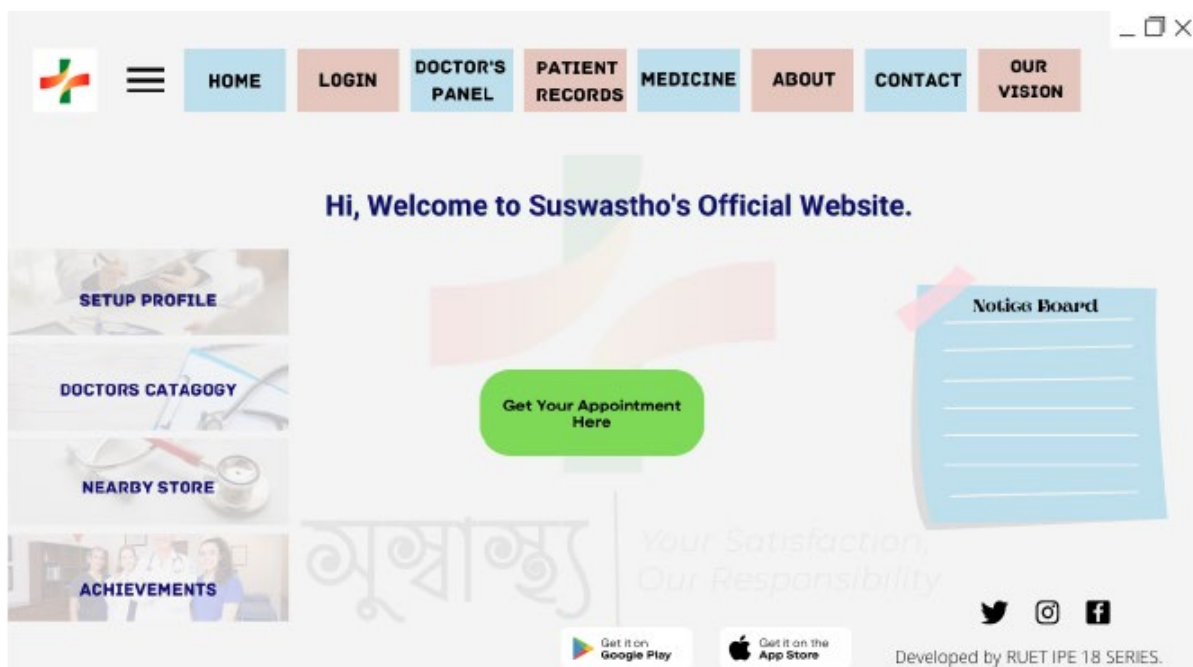 HOME
LOGIN
DOCTOR'S
PANEL
PATIENT
RECORDS
MEDICINE
ABOUT
CONTACT
OUR
VISION
Hi, Welcome to Suswastho's Official Website.
SETUP PROFILE
DOCTORS CATAGOGY
NEARBY STORE
ACHIEVEMENTS
Get Your Appointment
Here
Notice Board
সুস্বাস্থ্য
Your Satisfaction,
Our Responsibility
Get it on
Google Play
Get it on the
App Store
Developed by RUET IPE 18 SERIES.